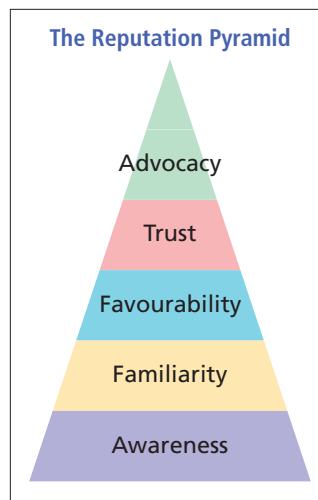 The Reputation Pyramid
Advocacy
Trust
Favourability
Familiarity
Awareness